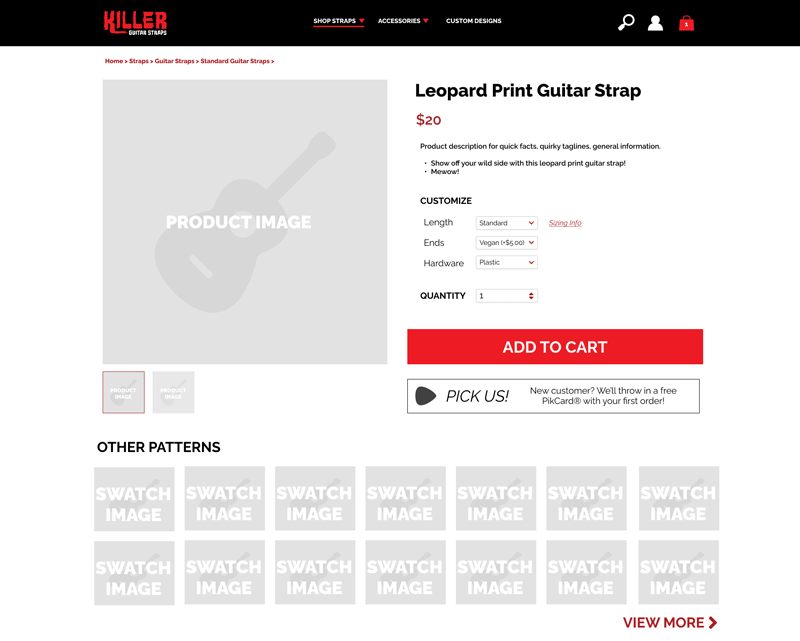 KILLER
GUITAR STRAPS
SHOP STRAPS
ACCESSORIES
CUSTOM DESIGNS
1
Home > Straps > Guitar Straps > Standard Guitar Straps >
PRODUCT IMAGE
PRODUCT
IMAGE
PRODUCT
IMAGE
Leopard Print Guitar Strap
$20
Product description for quick facts, quirky taglines, general information.
• Show off your wild side with this leopard print guitar strap!
• Mewow!
CUSTOMIZE
Length Standard Sizing Info
Ends Vegan (+$5.00)
Hardware Plastic
QUANTITY 1
ADD TO CART
PICK US!
New customer? We'll throw in a free
PikCard® with your first order!
OTHER PATTERNS
SWATCH IMAGE
SWATCH IMAGE
SWATCH IMAGE
SWATCH IMAGE
SWATCH IMAGE
SWATCH IMAGE
SWATCH IMAGE
SWATCH IMAGE
SWATCH IMAGE
SWATCH IMAGE
SWATCH IMAGE
SWATCH IMAGE
SWATCH IMAGE
SWATCH IMAGE
VIEW MORE